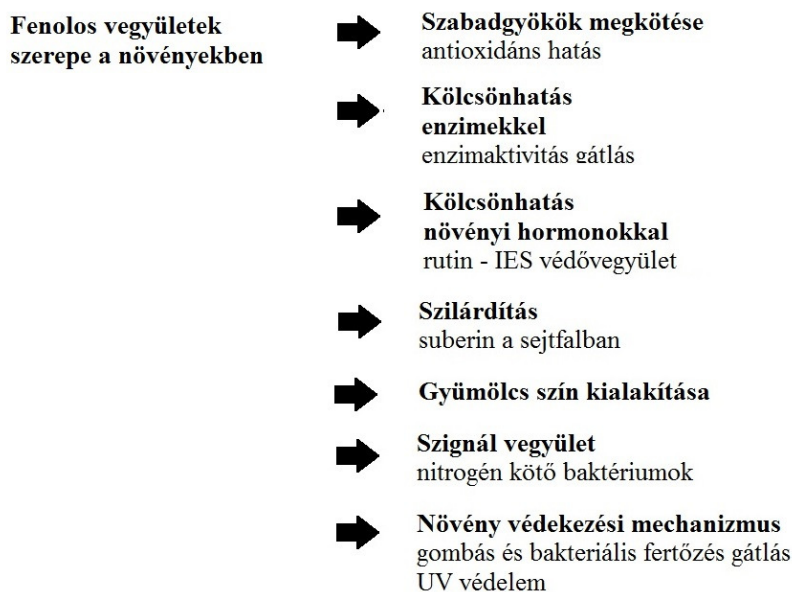 Fenolos vegyületek
szerepe a növényekben
Szabadgyökök megkötése
antioxidáns hatás
Kölcsönhatás
enzimekkel
enzimaktivitás gátlás
Kölcsönhatás
növényi hormonokkal
rutin - IES védővegyület
Szilárdítás
suberin a sejtfalban
Gyümölcs szín kialakítása
Szignál vegyület
nitrogén kötő baktériumok
Növény védekezési mechanizmus
gombás és bakteriális fertőzés gátlás
UV védelem